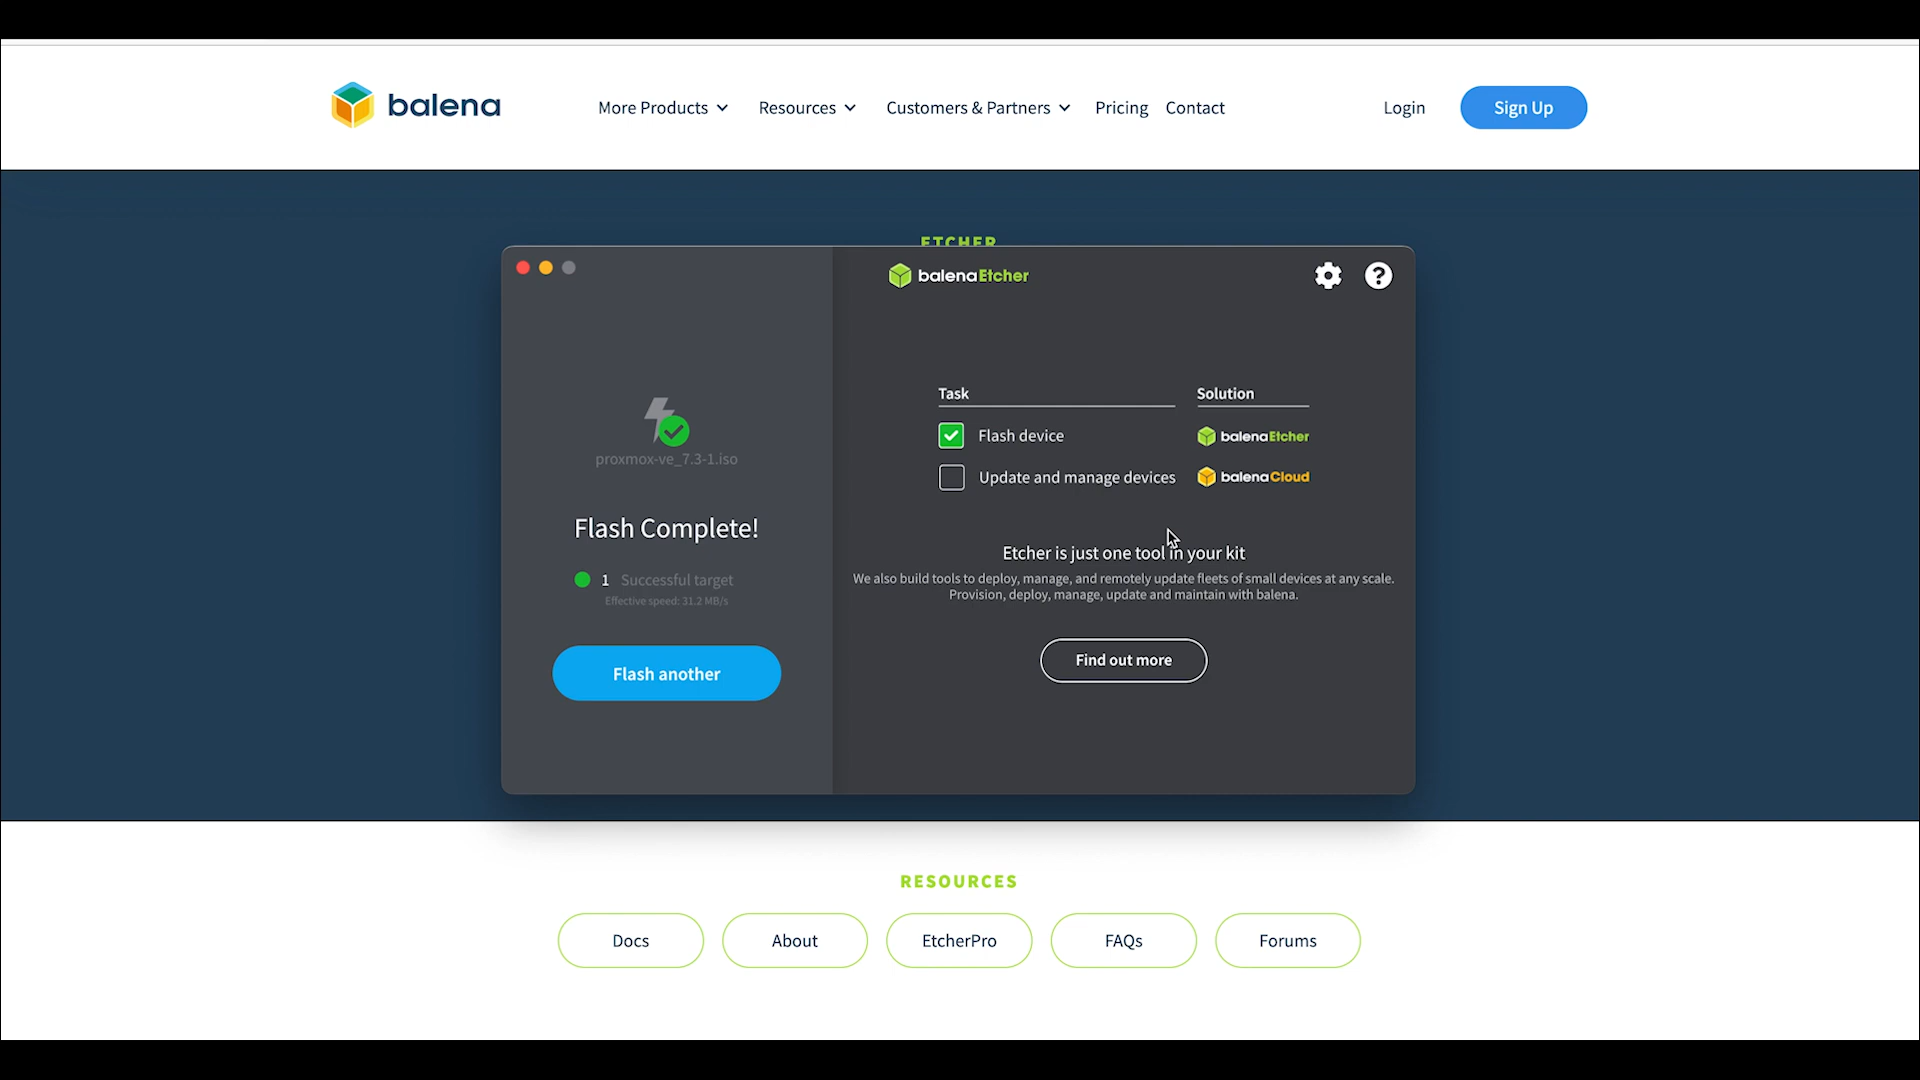 balena
More Products
Resources
Customers & Partners
Pricing
Contact
Login
Sign Up
ETCHER
balenaEtcher
proxmox-ve_7.3-1.iso
Flash Complete!
1 Successful target
Effective speed: 31.2 MB/s
Flash another
Task
Solution
Flash device
balenaEtcher
Update and manage devices
balenaCloud
Etcher is just one tool in your kit
We also build tools to deploy, manage, and remotely update fleets of small devices at any scale.
Provision, deploy, manage, update and maintain with balena.
Find out more
RESOURCES
Docs
About
EtcherPro
FAQs
Forums